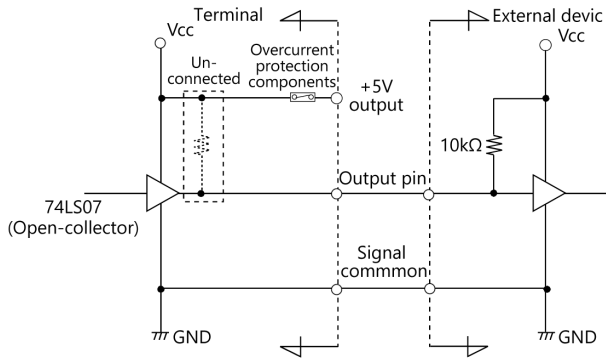 Terminal
External devic
Vcc
Vcc
Un-
connected
Overcurrent
protection
components
+5V
output
10kΩ
Output pin
74LS07
(Open-collector)
Signal
commmon
GND
GND